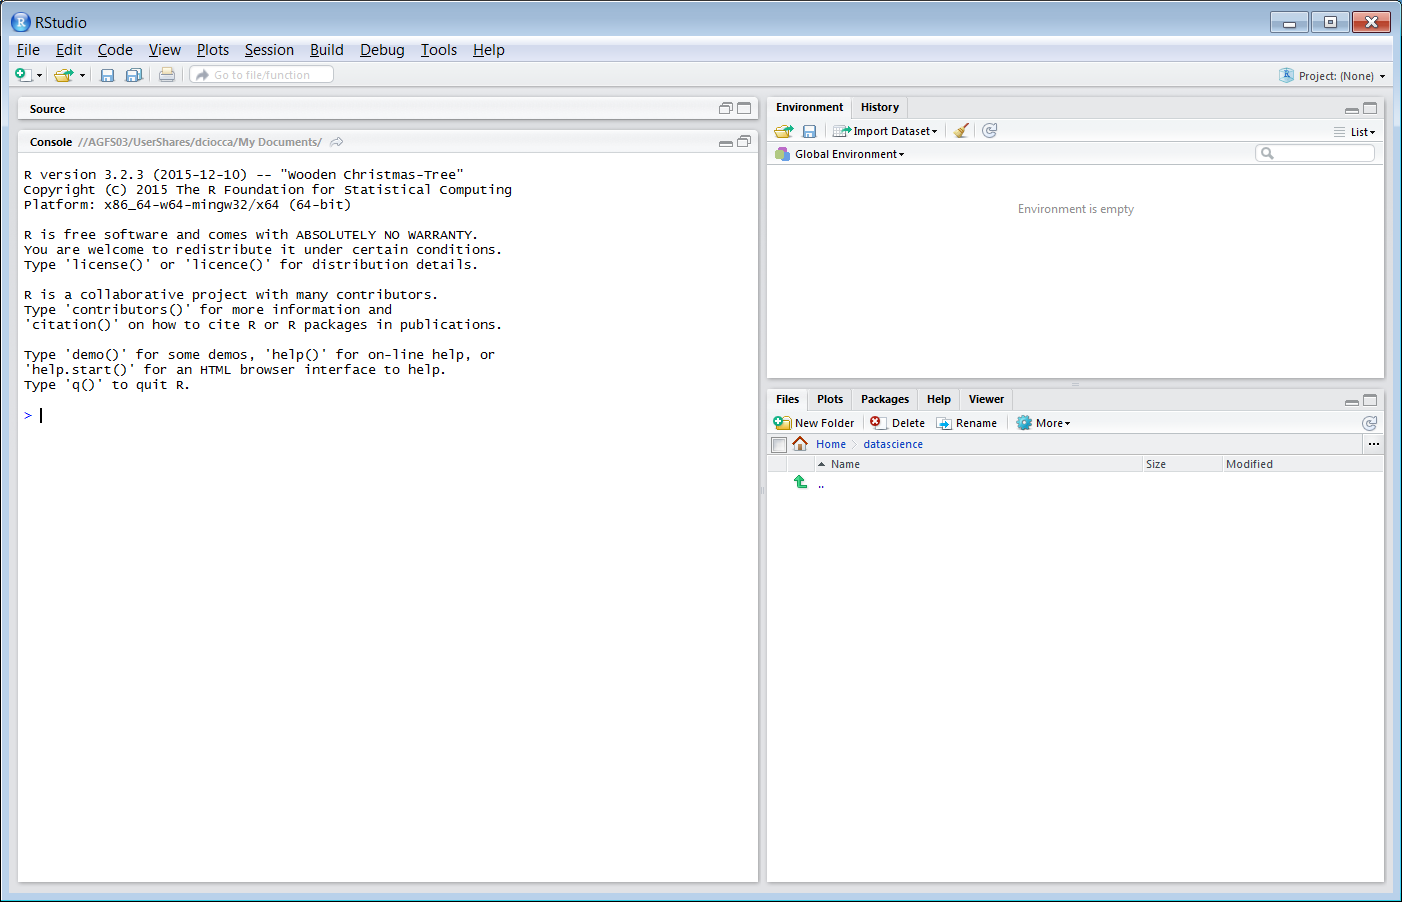 RStudio
File Edit Code View Plots Session Build Debug Tools Help
Go to file/function
Project: (None)
Source
Console //AGFS03/UserShares/dciocca/My Documents/
R version 3.2.3 (2015-12-10) -- "Wooden Christmas-Tree"
Copyright (C) 2015 The R Foundation for Statistical Computing
Platform: x86_64-w64-mingw32/x64 (64-bit)
R is free software and comes with ABSOLUTELY NO WARRANTY.
You are welcome to redistribute it under certain conditions.
Type 'license()' or 'licence()' for distribution details.
R is a collaborative project with many contributors.
Type 'contributors()' for more information and
'citation()' on how to cite R or R packages in publications.
Type 'demo()' for some demos, 'help()' for on-line help, or
'help.start()' for an HTML browser interface to help.
Type 'q()' to quit R.
>
Environment History
Import Dataset List
Global Environment
Environment is empty
Files Plots Packages Help Viewer
New Folder Delete Rename More
Home datascience ...
Name Size Modified
..